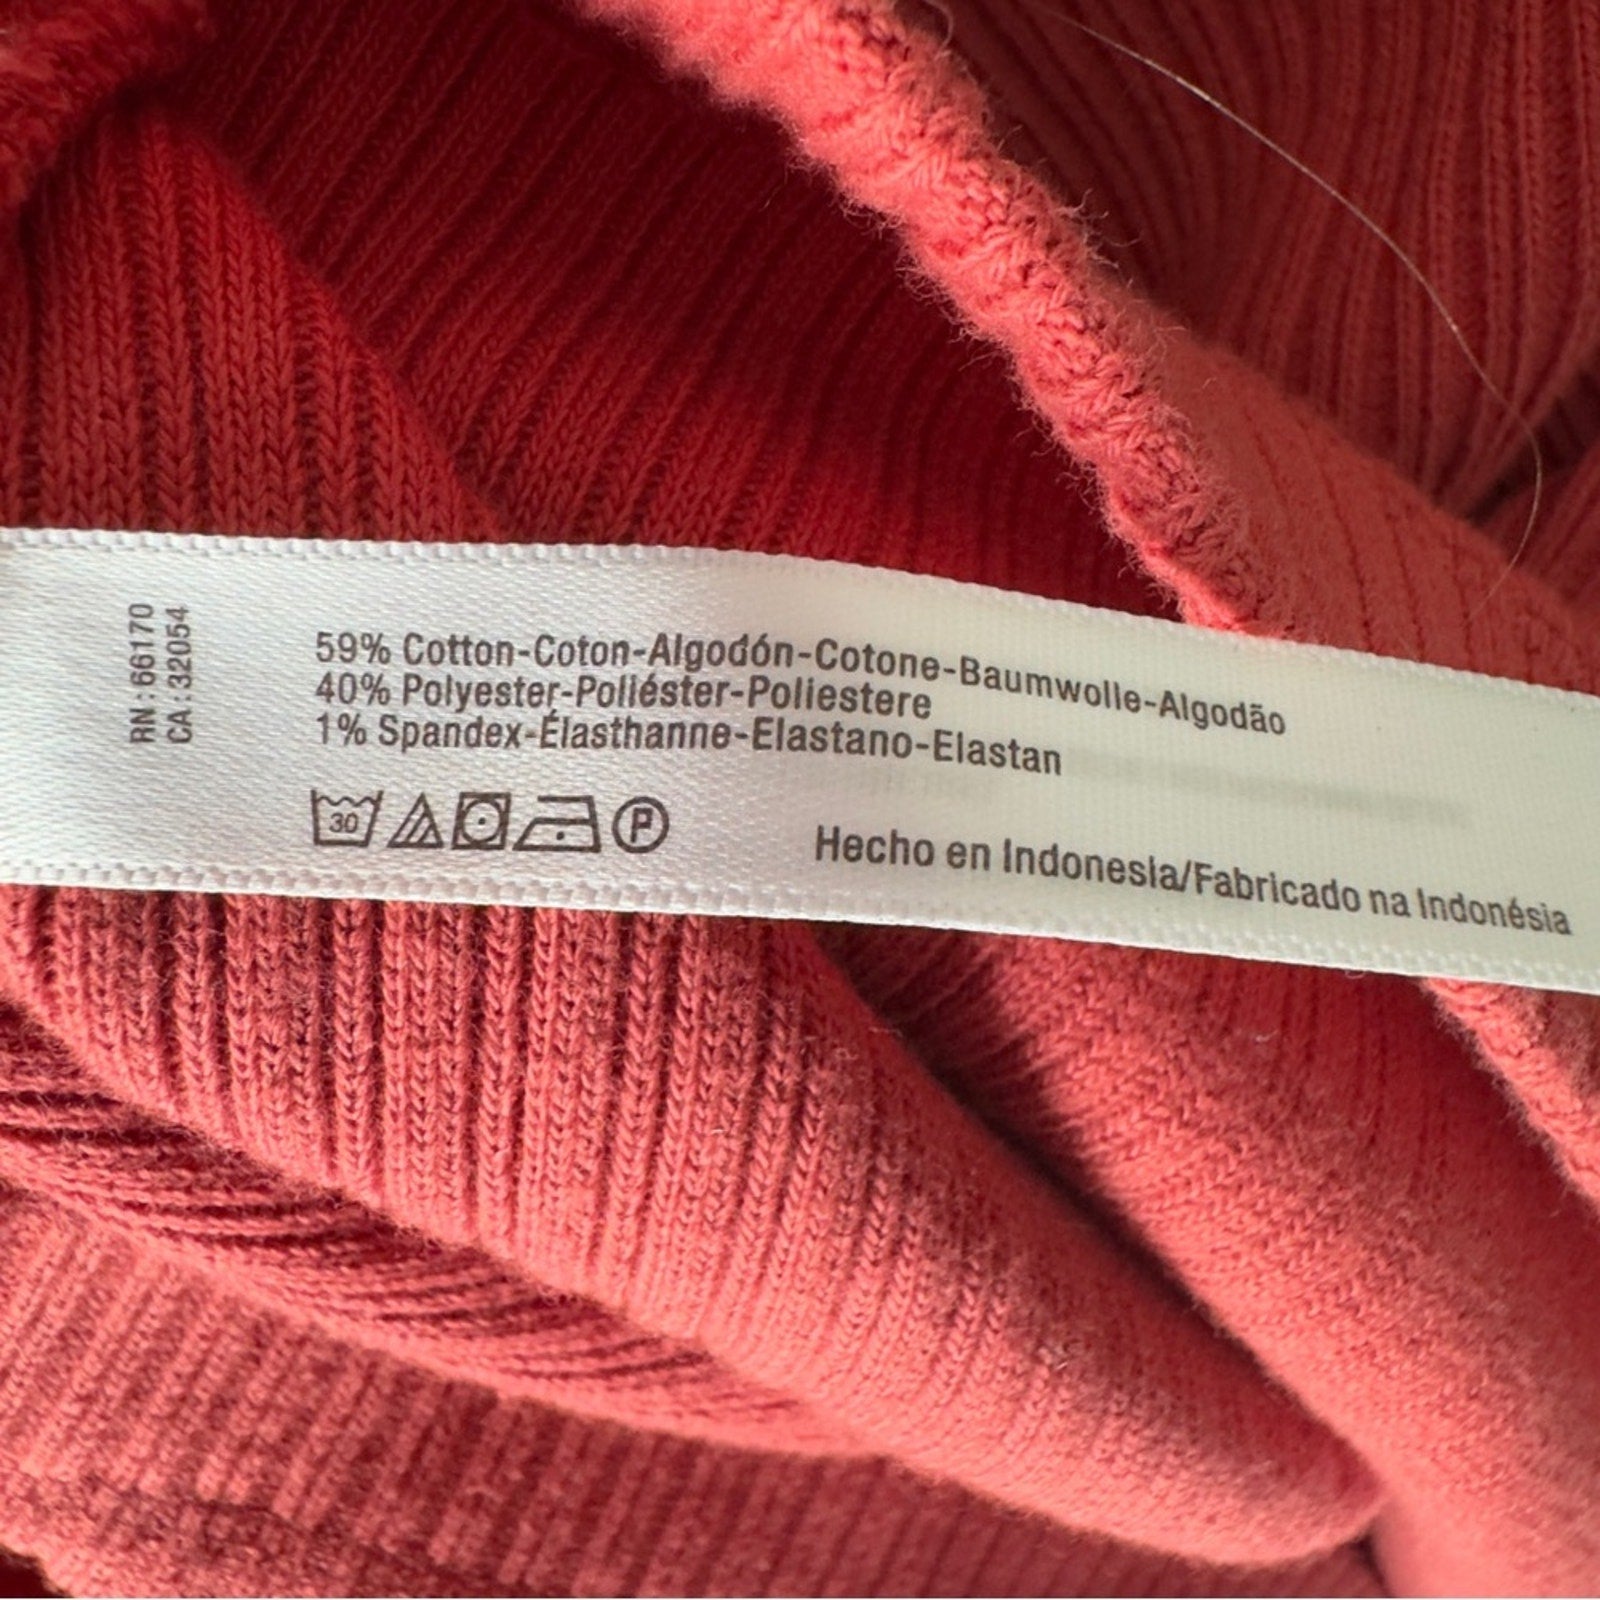 RN: 66170
CA: 32054
59% Cotton-Coton-Algodón-Cotone-Baumwolle-Algodão
40% Polyester-Poliéster-Poliestere
1% Spandex-Élasthanne-Elastano-Elastan
30
P
Hecho en Indonesia/Fabricado na Indonésia